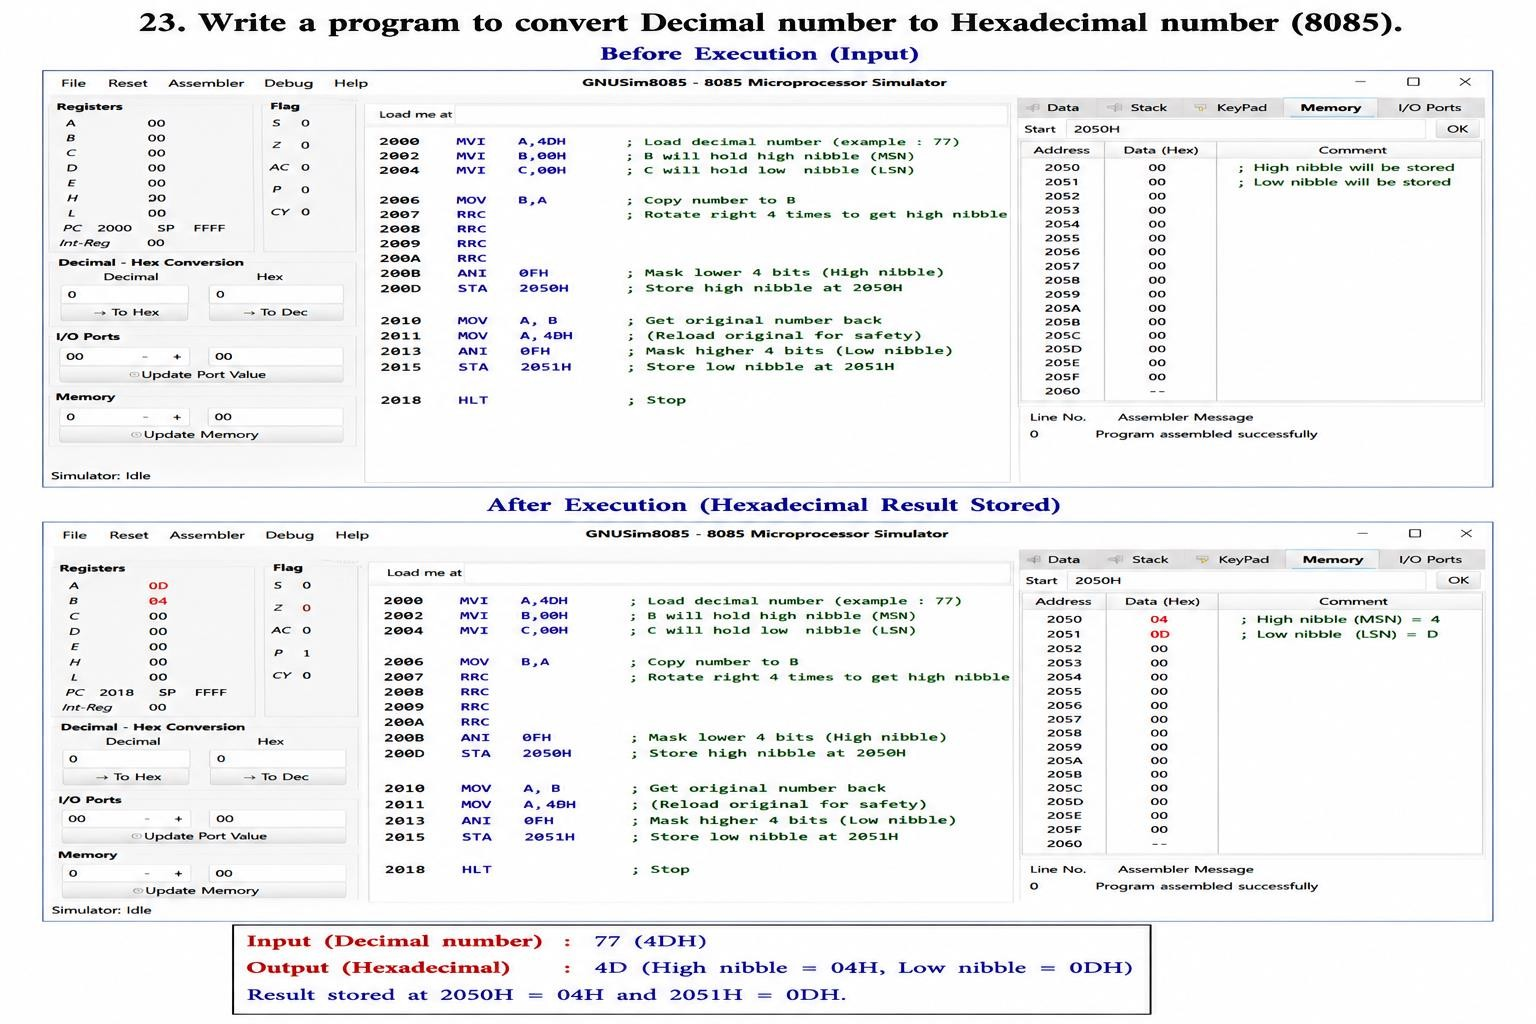 23. Write a program to convert Decimal number to Hexadecimal number (8085).
Before Execution (Input)
File Reset Assembler Debug Help
GNUSim8085 - 8085 Microprocessor Simulator
Registers
A 00
B 00
C 00
D 00
E 00
H 00
L 00
PC 2000 SP FFFF
Int-Reg 00
Flag
S 0
Z 0
AC 0
P 0
CY 0
Decimal - Hex Conversion
Decimal Hex
0 0
→ To Hex → To Dec
I/O Ports
00 - + 00
Update Port Value
Memory
0 - + 00
Update Memory
Simulator: Idle
Load me at
2000 MVI A,4DH ; Load decimal number (example : 77)
2002 MVI B,00H ; B will hold high nibble (MSN)
2004 MVI C,00H ; C will hold low nibble (LSN)
2006 MOV B,A ; Copy number to B
2007 RRC ; Rotate right 4 times to get high nibble
2008 RRC
2009 RRC
200A RRC
200B ANI 0FH ; Mask lower 4 bits (High nibble)
200D STA 2050H ; Store high nibble at 2050H
2010 MOV A, B ; Get original number back
2011 MOV A, 4DH ; (Reload original for safety)
2013 ANI 0FH ; Mask higher 4 bits (Low nibble)
2015 STA 2051H ; Store low nibble at 2051H
2018 HLT ; Stop
Data Stack KeyPad Memory I/O Ports
Start 2050H OK
Address Data (Hex) Comment
2050 00 ; High nibble will be stored
2051 00 ; Low nibble will be stored
2052 00
2053 00
2054 00
2055 00
2056 00
2057 00
2058 00
2059 00
205A 00
205B 00
205C 00
205D 00
205E 00
205F 00
2060 --
Line No. Assembler Message
0 Program assembled successfully
After Execution (Hexadecimal Result Stored)
File Reset Assembler Debug Help
GNUSim8085 - 8085 Microprocessor Simulator
Registers
A 0D
B 04
C 00
D 00
E 00
H 00
L 00
PC 2018 SP FFFF
Int-Reg 00
Flag
S 0
Z 0
AC 0
P 1
CY 0
Decimal - Hex Conversion
Decimal Hex
0 0
→ To Hex → To Dec
I/O Ports
00 - + 00
Update Port Value
Memory
0 - + 00
Update Memory
Simulator: Idle
Load me at
2000 MVI A,4DH ; Load decimal number (example : 77)
2002 MVI B,00H ; B will hold high nibble (MSN)
2004 MVI C,00H ; C will hold low nibble (LSN)
2006 MOV B,A ; Copy number to B
2007 RRC ; Rotate right 4 times to get high nibble
2008 RRC
2009 RRC
200A RRC
200B ANI 0FH ; Mask lower 4 bits (High nibble)
200D STA 2050H ; Store high nibble at 2050H
2010 MOV A, B ; Get original number back
2011 MOV A, 4DH ; (Reload original for safety)
2013 ANI 0FH ; Mask higher 4 bits (Low nibble)
2015 STA 2051H ; Store low nibble at 2051H
2018 HLT ; Stop
Data Stack KeyPad Memory I/O Ports
Start 2050H OK
Address Data (Hex) Comment
2050 04 ; High nibble (MSN) = 4
2051 0D ; Low nibble (LSN) = D
2052 00
2053 00
2054 00
2055 00
2056 00
2057 00
2058 00
2059 00
205A 00
205B 00
205C 00
205D 00
205E 00
205F 00
2060 --
Line No. Assembler Message
0 Program assembled successfully
Input (Decimal number) : 77 (4DH)
Output (Hexadecimal) : 4D (High nibble = 04H, Low nibble = 0DH)
Result stored at 2050H = 04H and 2051H = 0DH.